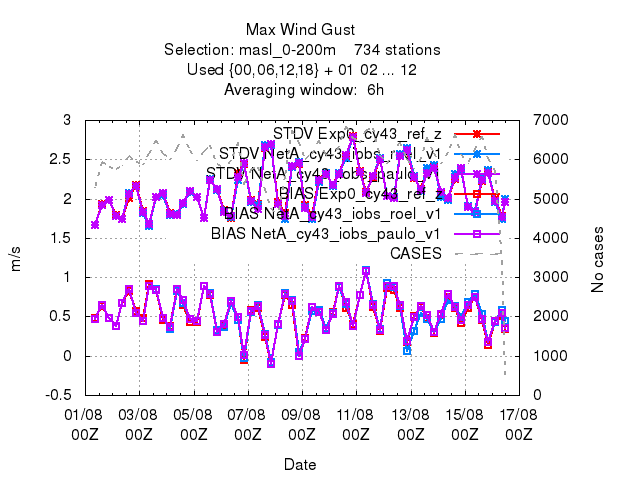 Max Wind Gust
Selection: masl_0-200m 734 stations
Used {00,06,12,18} + 01 02 ... 12
Averaging window: 6h
3 7000
STDV Exp0_cy43_ref_z
2.5 6000
STDV NetA_cy43_iobs_roel_v1
STDV NetA_cy43_iobs_paulo_v1
2 5000
BIAS Exp0_cy43_ref_z
BIAS NetA_cy43_iobs_roel_v1
BIAS NetA_cy43_iobs_paulo_v1
1.5 4000
CASES
1 3000
0.5 2000
0 1000
-0.5 0
m/s
No cases
01/08 03/08 05/08 07/08 09/08 11/08 13/08 15/08 17/08
00Z 00Z 00Z 00Z 00Z 00Z 00Z 00Z 00Z
Date